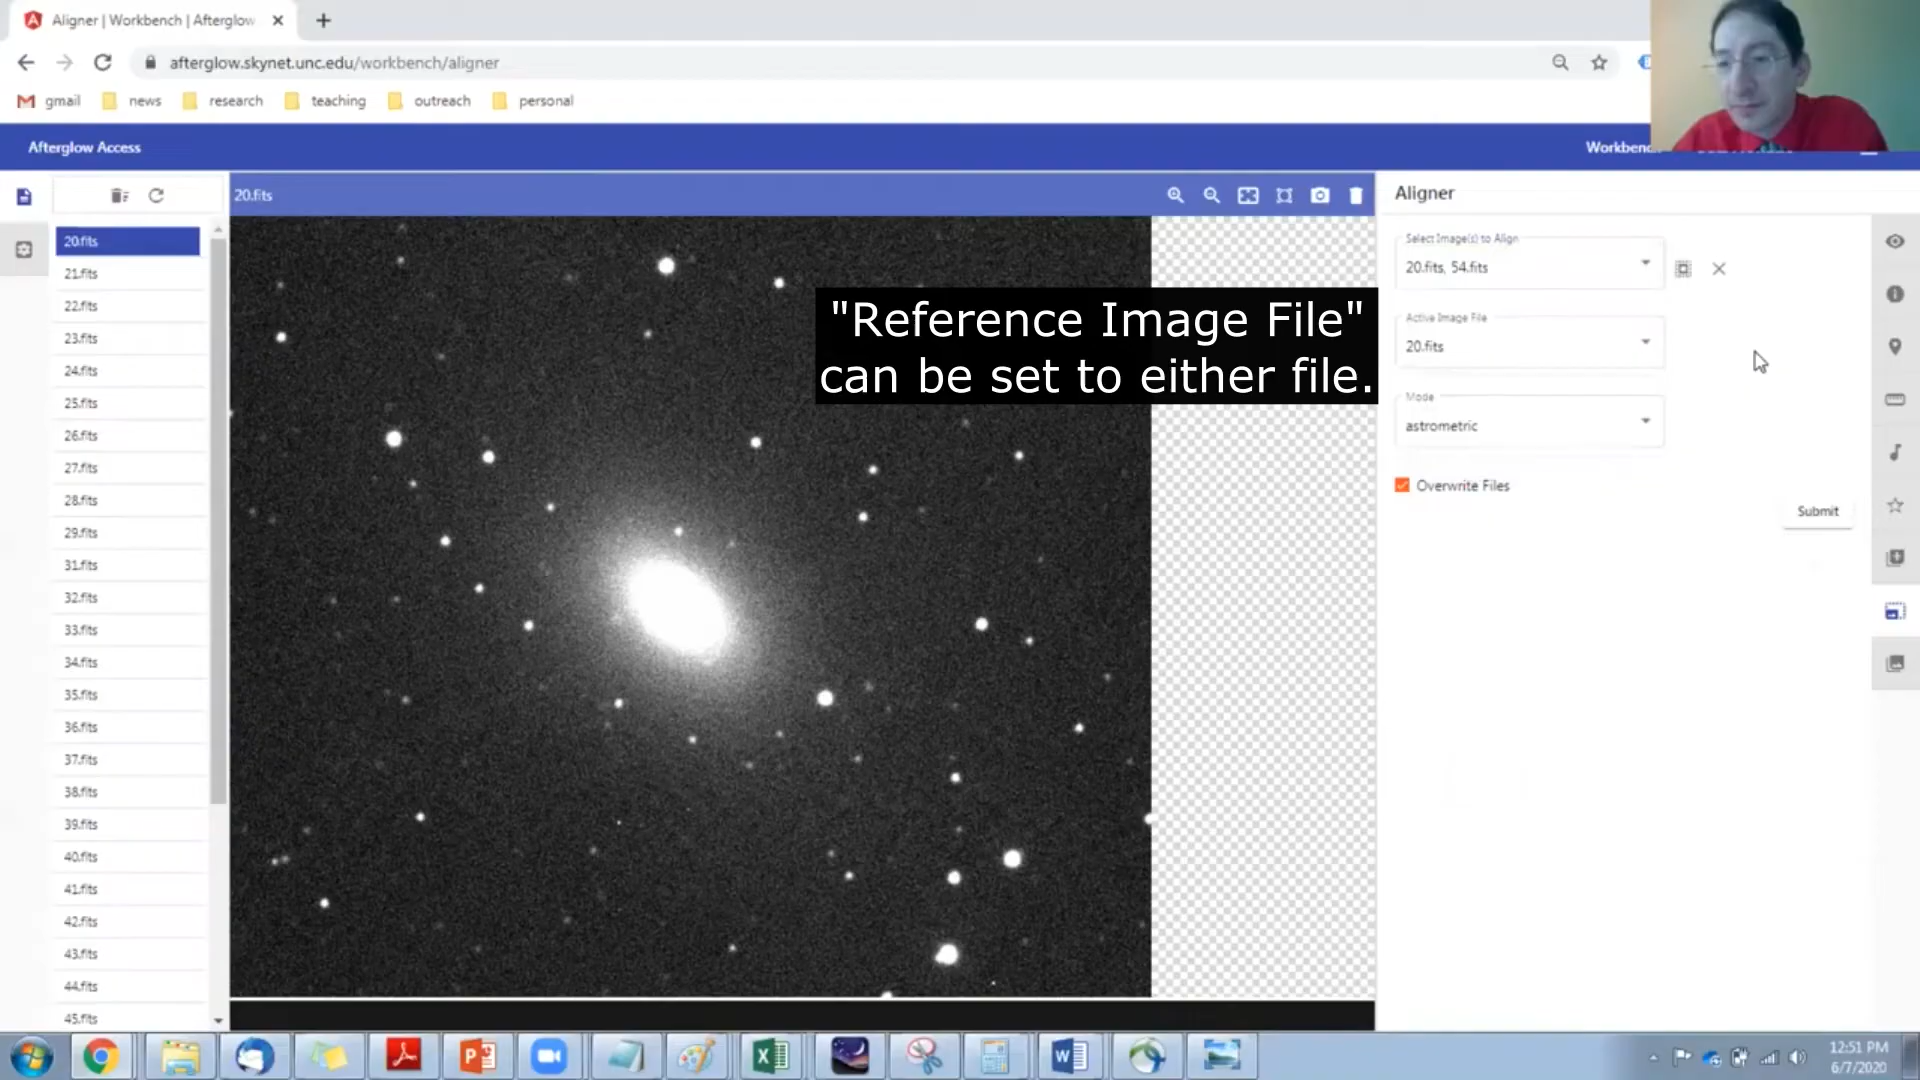 Aligner | Workbench | Afterglow
afterglow.skynet.unc.edu/workbench/aligner
gmail news research teaching outreach personal
Afterglow Access
Workbench
20.fits
Aligner
20.fits
21.fits
22.fits
23.fits
24.fits
25.fits
26.fits
27.fits
28.fits
29.fits
31.fits
32.fits
33.fits
34.fits
35.fits
36.fits
37.fits
38.fits
39.fits
40.fits
41.fits
42.fits
43.fits
44.fits
45.fits
"Reference Image File"
can be set to either file.
Select Image(s) to Align
20.fits, 54.fits
Active Image File
20.fits
Mode
astrometric
Overwrite Files
Submit
12:51 PM
6/7/2020